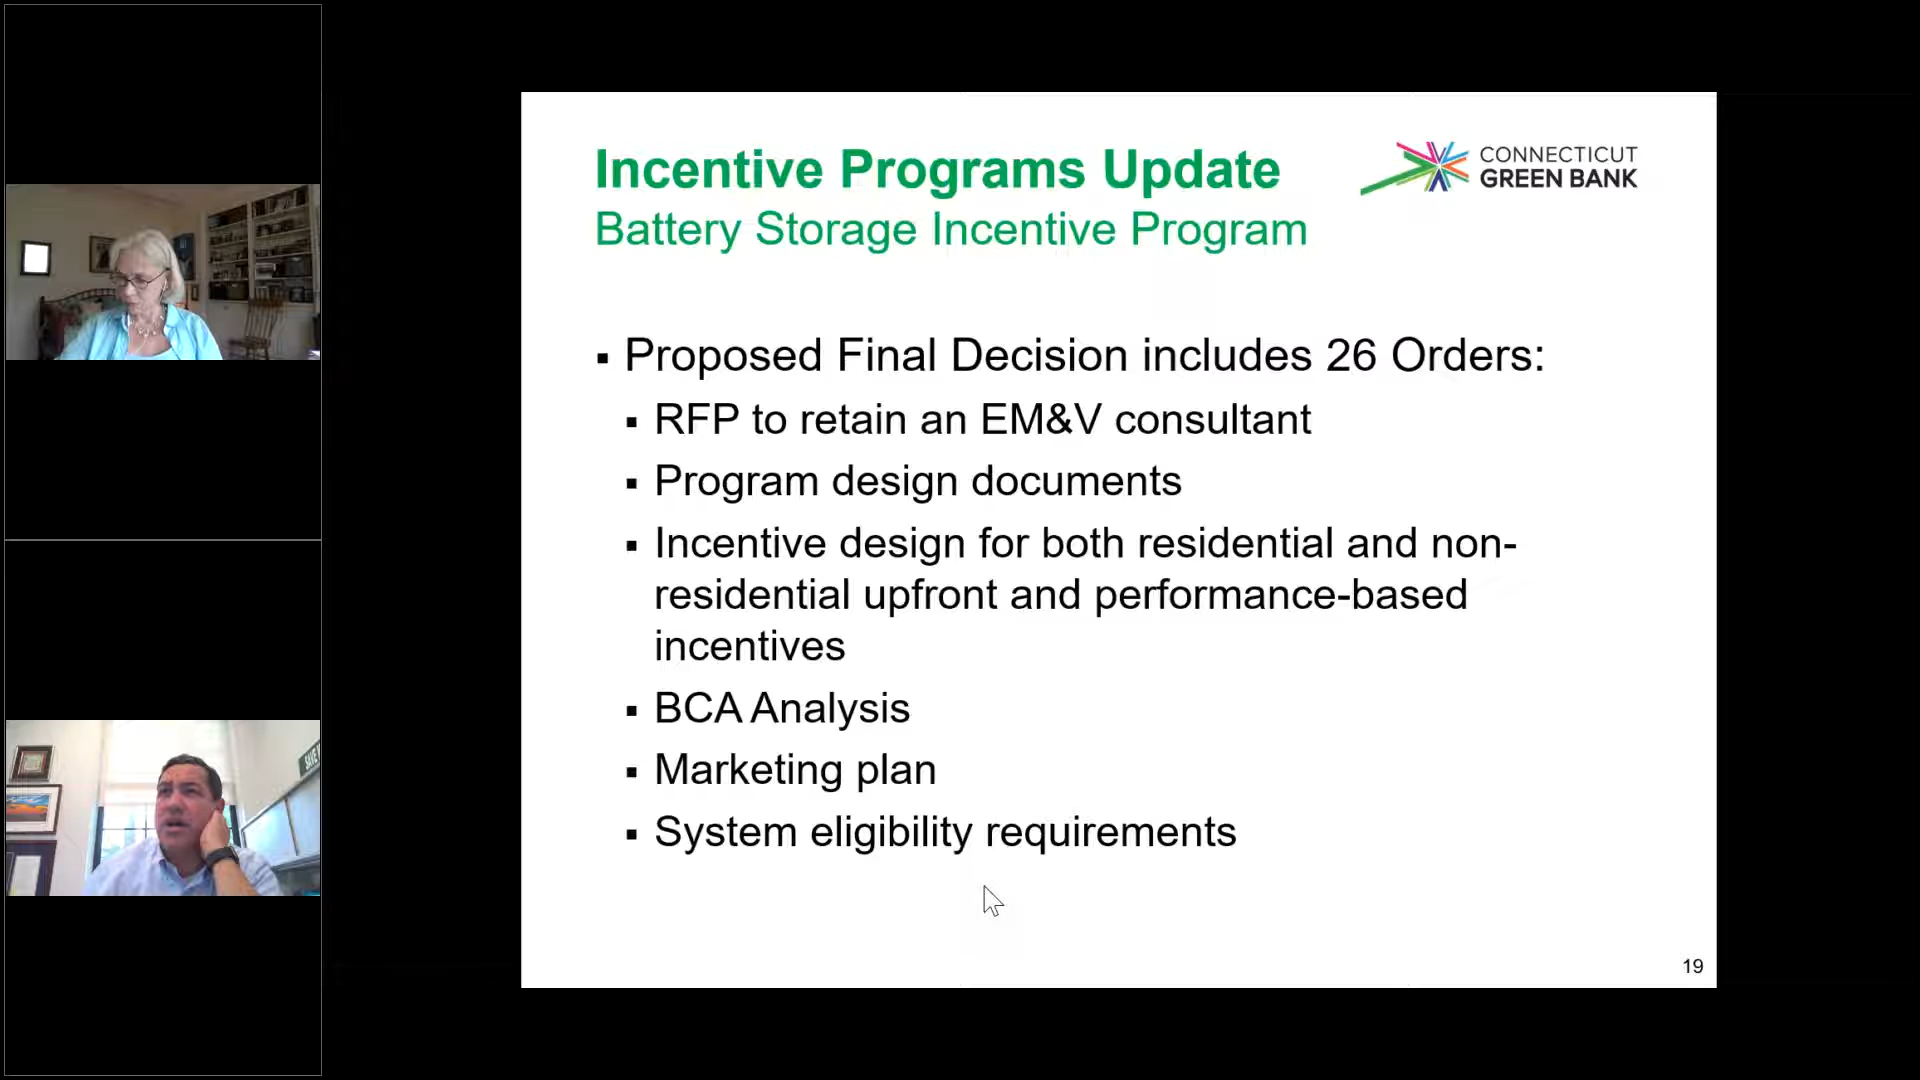 Incentive Programs Update
Battery Storage Incentive Program
CONNECTICUT
GREEN BANK
▪ Proposed Final Decision includes 26 Orders:
▪ RFP to retain an EM&V consultant
▪ Program design documents
▪ Incentive design for both residential and non-
residential upfront and performance-based
incentives
▪ BCA Analysis
▪ Marketing plan
▪ System eligibility requirements
19